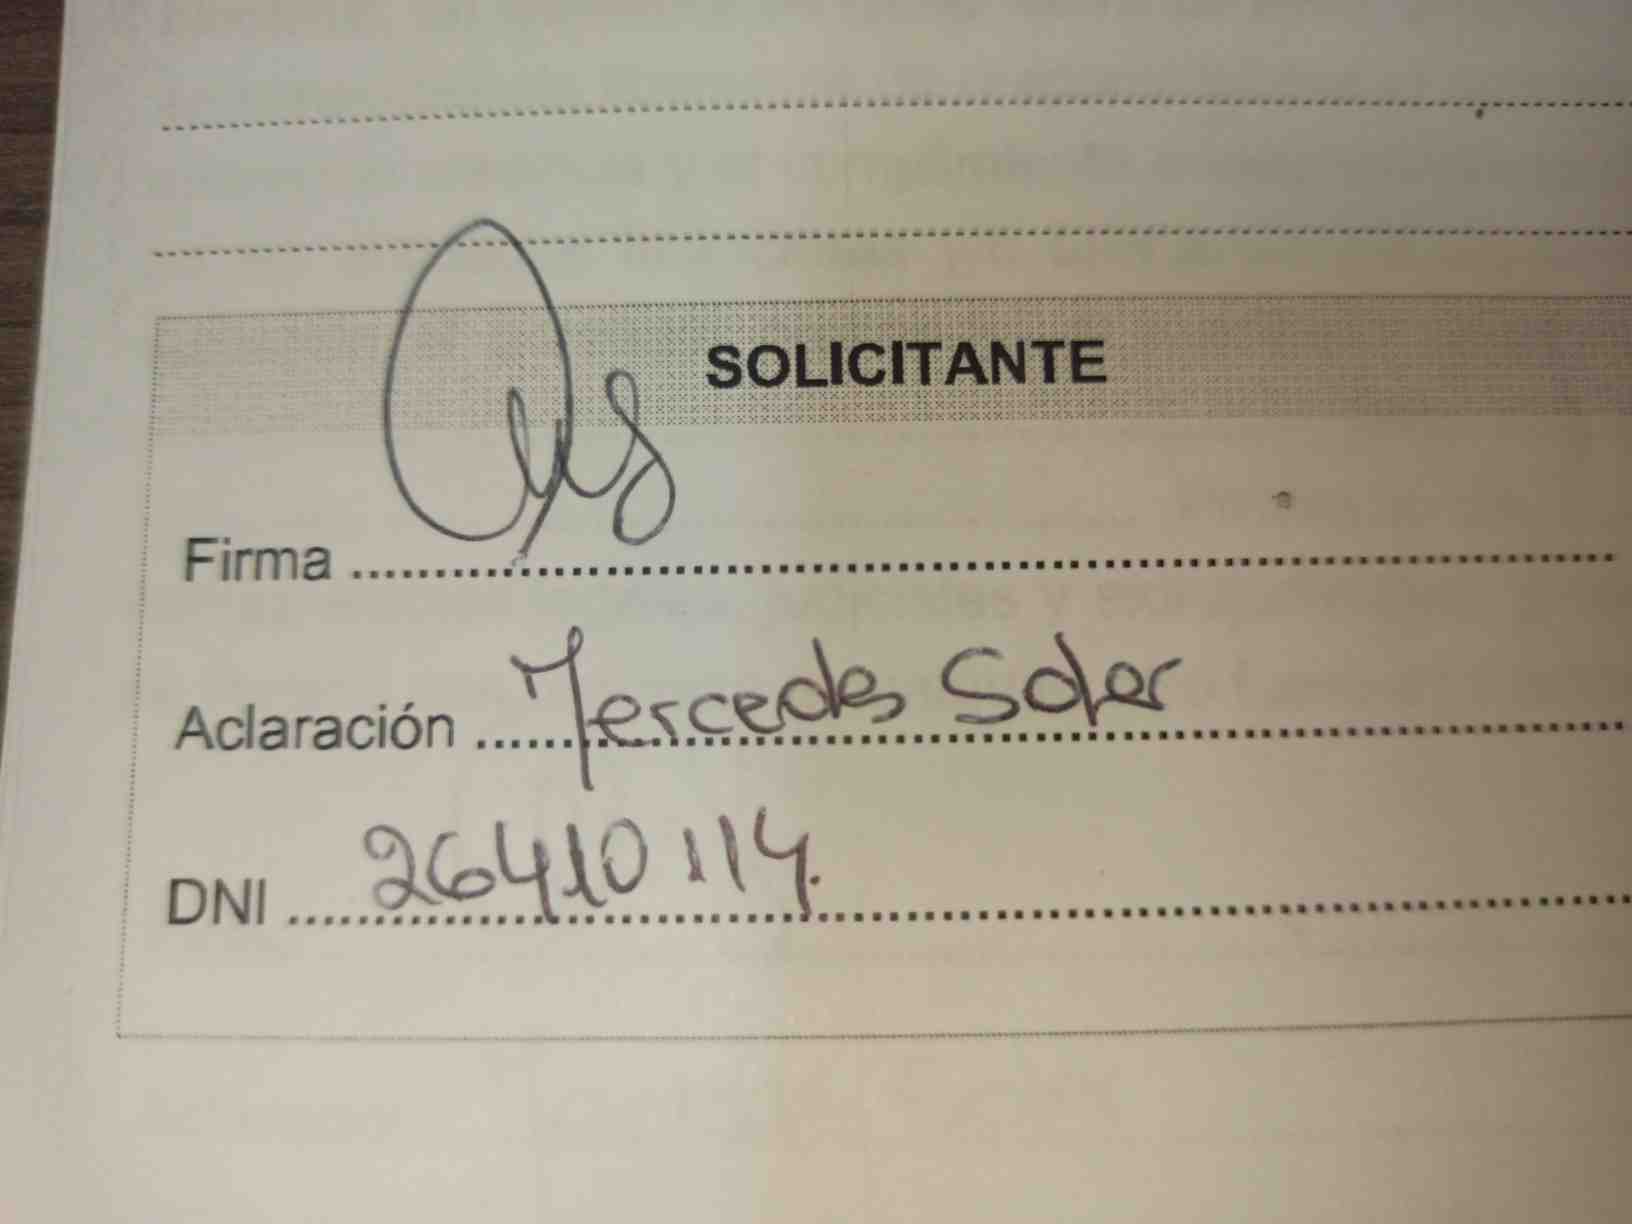 SOLICITANTE
Firma
Aclaración Mercedes Soler
DNI 26410114.